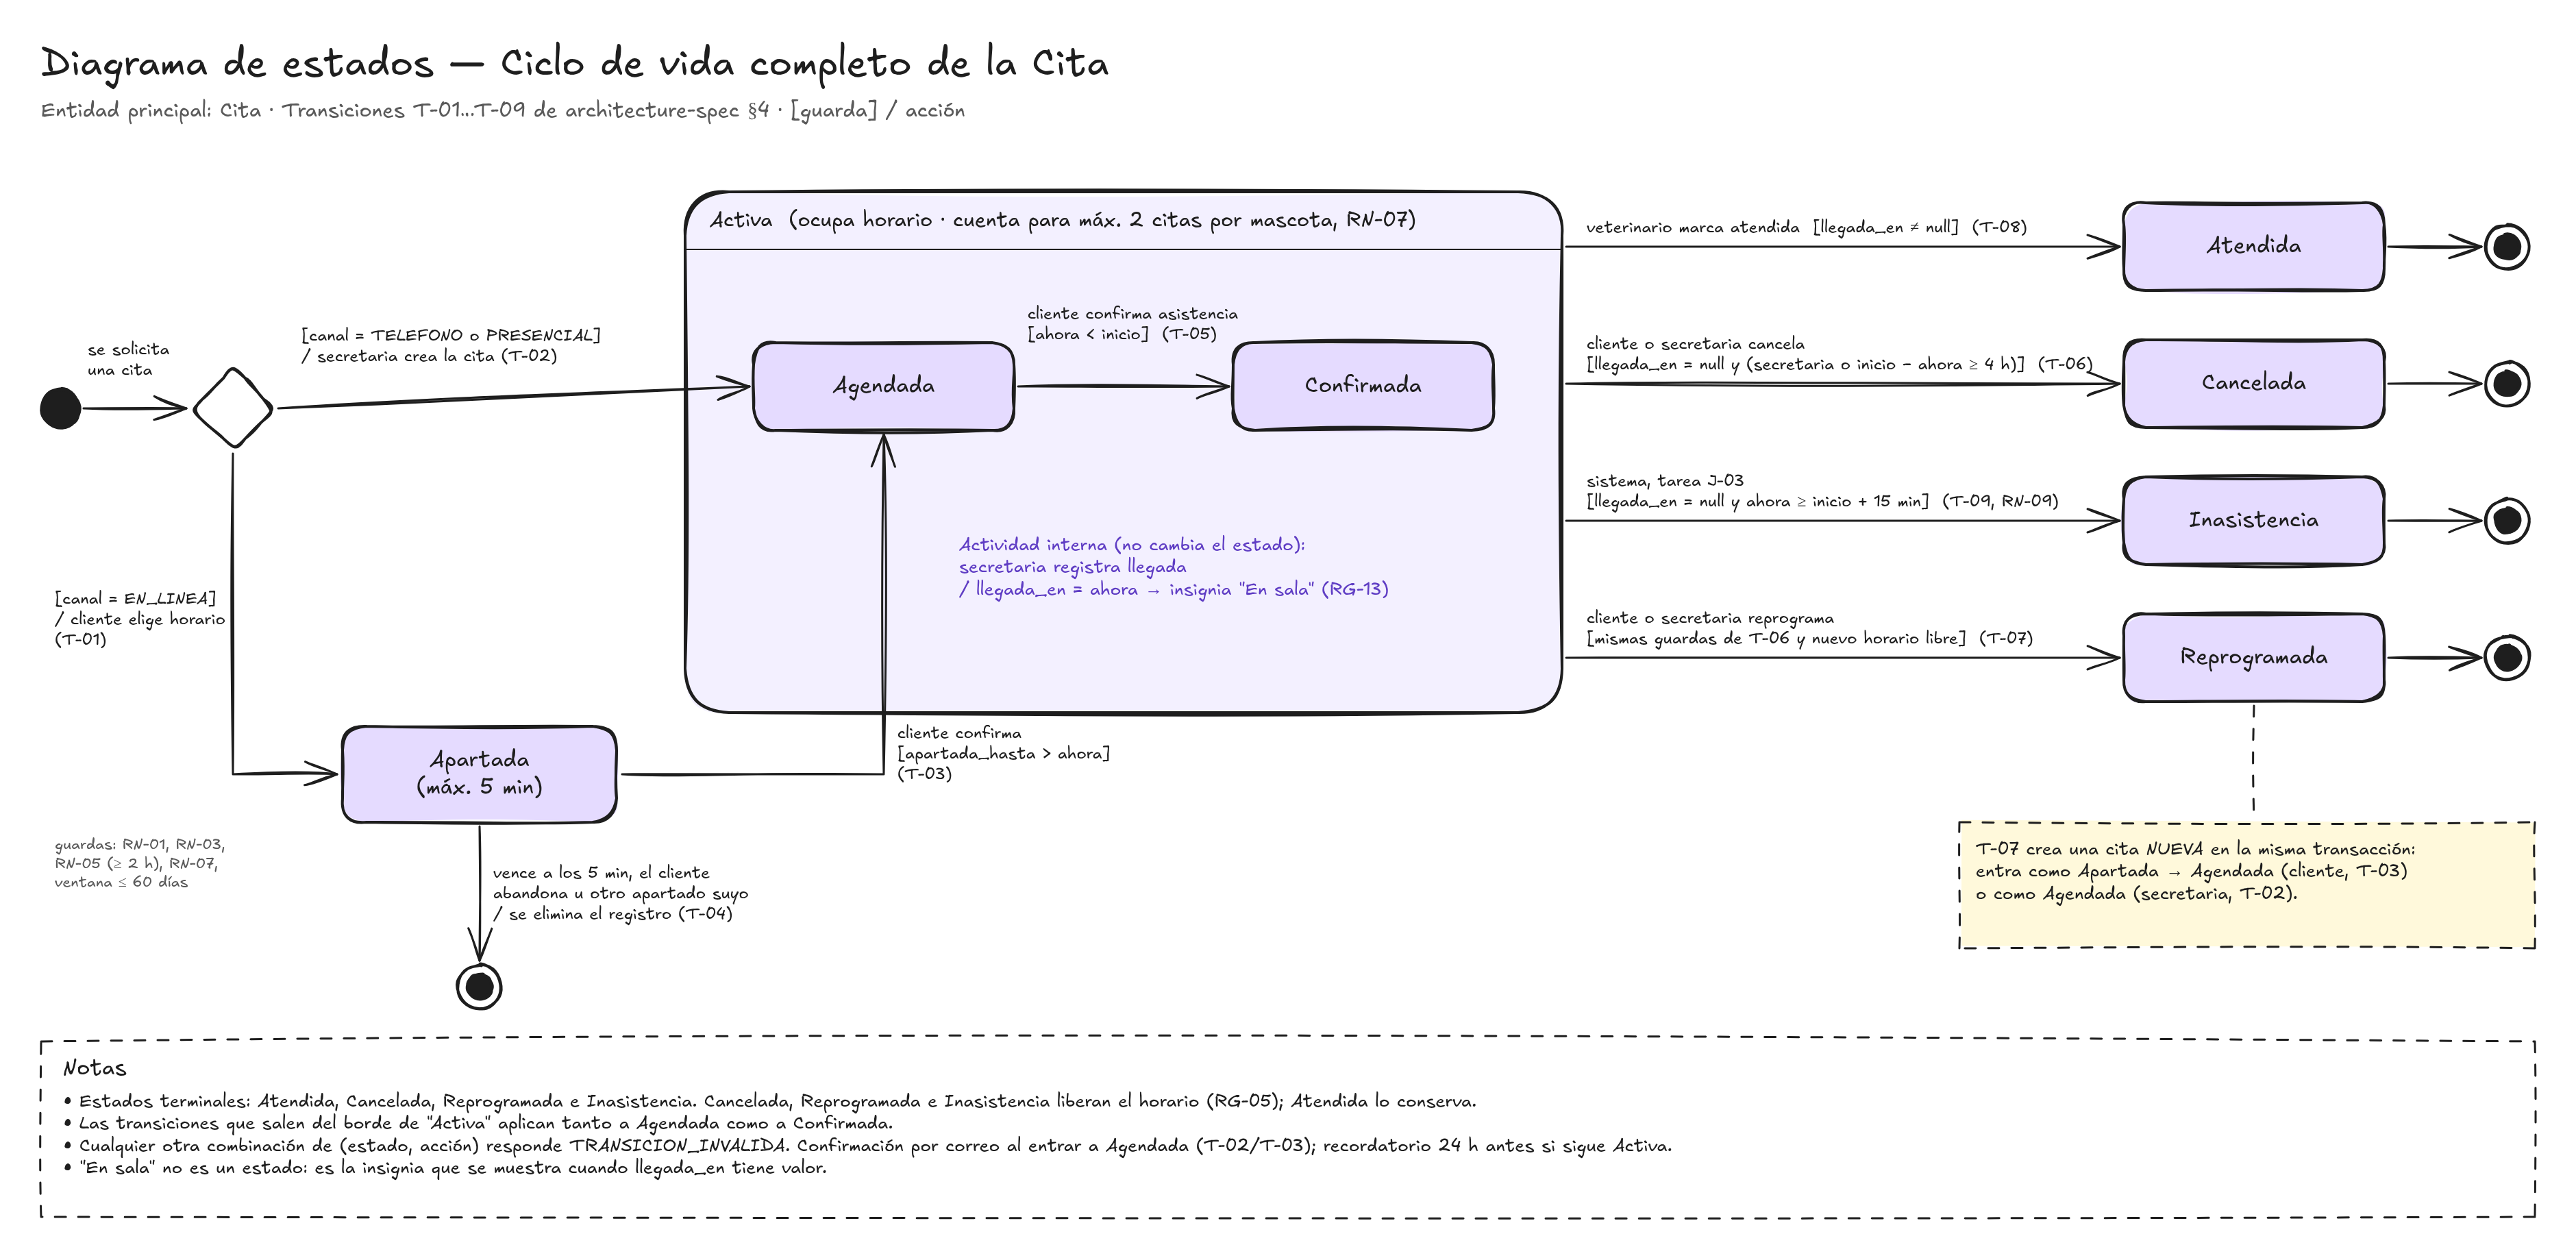 Diagrama de estados — Ciclo de vida completo de la Cita
Entidad principal: Cita · Transiciones T-01...T-09 de architecture-spec §4 · [guarda] / acción
Activa (ocupa horario · cuenta para máx. 2 citas por mascota, RN-07)
se solicita
una cita
[canal = TELEFONO o PRESENCIAL]
/ secretaria crea la cita (T-02)
Agendada
cliente confirma asistencia
[ahora < inicio] (T-05)
Confirmada
Actividad interna (no cambia el estado):
secretaria registra llegada
/ llegada_en = ahora → insignia "En sala" (RG-13)
veterinario marca atendida [llegada_en ≠ null] (T-08)
Atendida
cliente o secretaria cancela
[llegada_en = null y (secretaria o inicio − ahora ≥ 4 h)] (T-06)
Cancelada
sistema, tarea J-03
[llegada_en = null y ahora ≥ inicio + 15 min] (T-09, RN-09)
Inasistencia
cliente o secretaria reprograma
[mismas guardas de T-06 y nuevo horario libre] (T-07)
Reprogramada
[canal = EN_LINEA]
/ cliente elige horario
(T-01)
Apartada
(máx. 5 min)
cliente confirma
[apartada_hasta > ahora]
(T-03)
guardas: RN-01, RN-03,
RN-05 (≥ 2 h), RN-07,
ventana ≤ 60 días
vence a los 5 min, el cliente
abandona u otro apartado suyo
/ se elimina el registro (T-04)
T-07 crea una cita NUEVA en la misma transacción:
entra como Apartada → Agendada (cliente, T-03)
o como Agendada (secretaria, T-02).
Notas
• Estados terminales: Atendida, Cancelada, Reprogramada e Inasistencia. Cancelada, Reprogramada e Inasistencia liberan el horario (RG-05); Atendida lo conserva.
• Las transiciones que salen del borde de "Activa" aplican tanto a Agendada como a Confirmada.
• Cualquier otra combinación de (estado, acción) responde TRANSICION_INVALIDA. Confirmación por correo al entrar a Agendada (T-02/T-03); recordatorio 24 h antes si sigue Activa.
• "En sala" no es un estado: es la insignia que se muestra cuando llegada_en tiene valor.